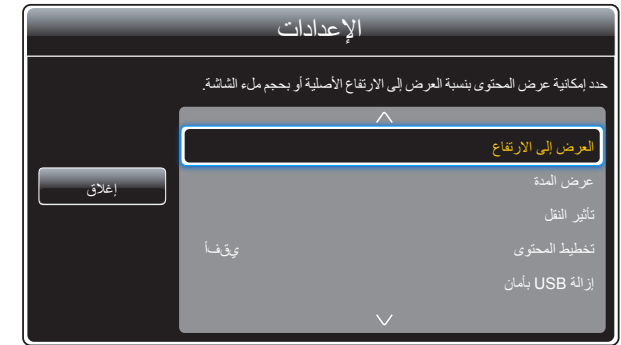 الإعدادات
حدد إمكانية عرض المحتوى بنسبة العرض إلى الارتفاع الأصلية أو بحجم ملء الشاشة.
العرض إلى الارتفاع
عرض المدة
تأثير النقل
تخطيط المحتوى يقفأ
إزالة USB بأمان
إغلاق